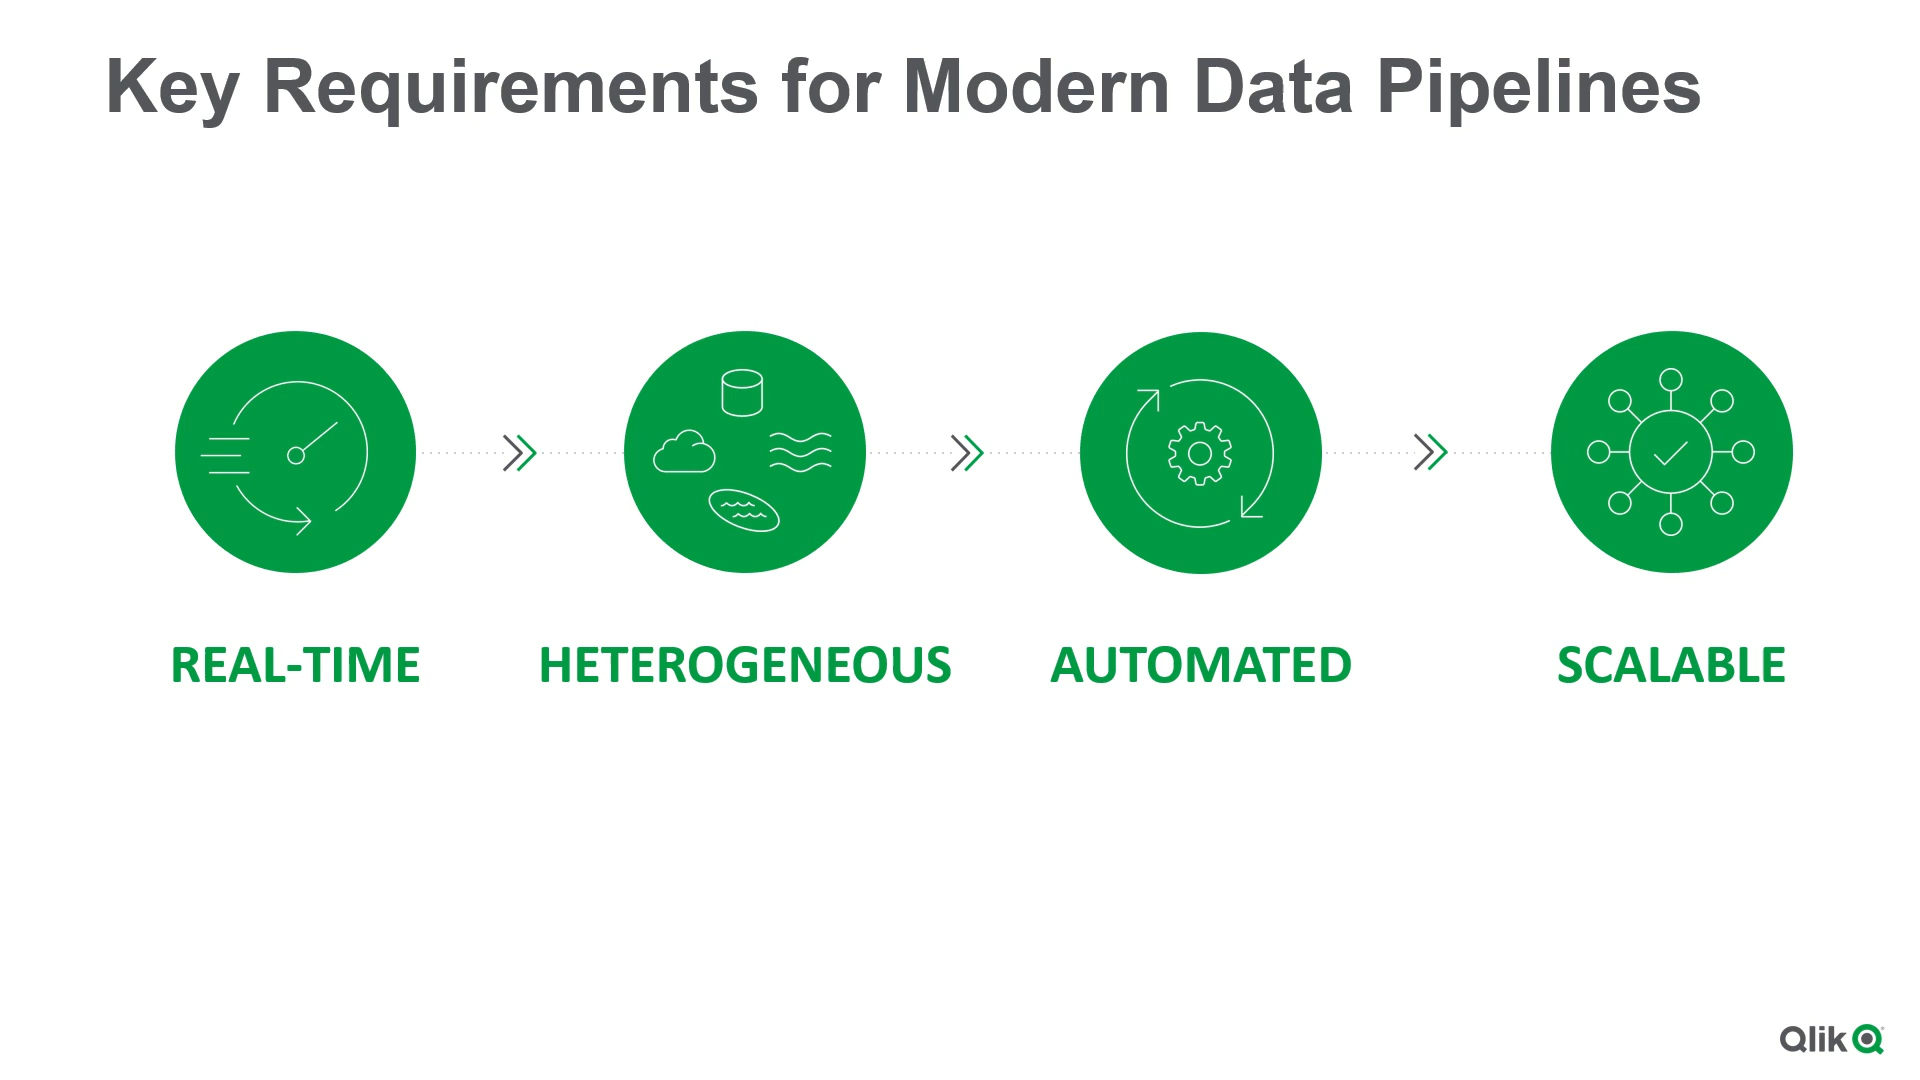 Key Requirements for Modern Data Pipelines
REAL-TIME
HETEROGENEOUS
AUTOMATED
SCALABLE
Qlik